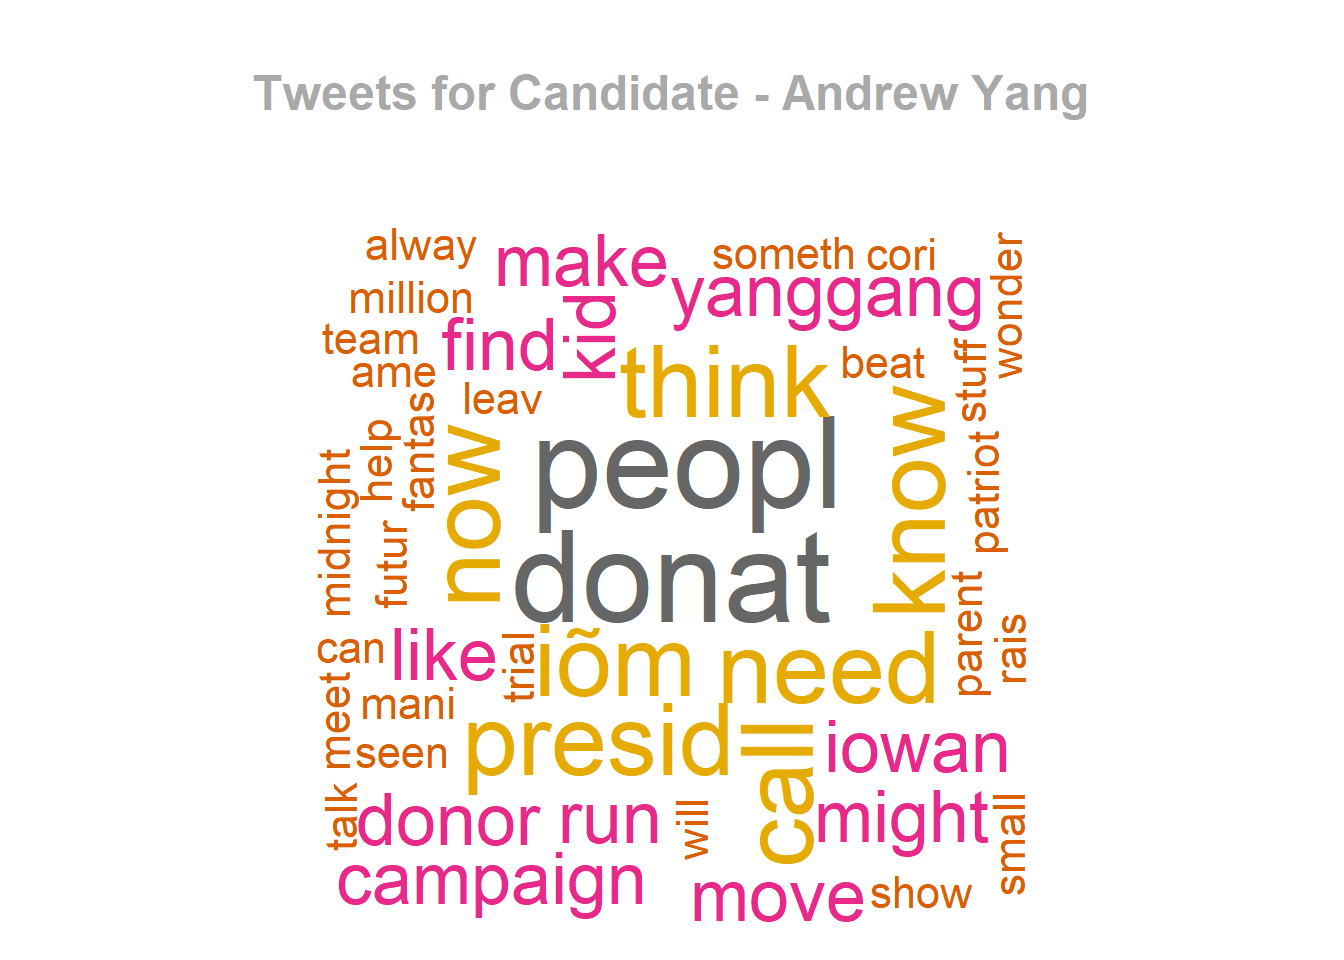 Tweets for Candidate - Andrew Yang
alway
make
someth
cori
wonder
million
kid
yanggang
team
find
think
beat
stuff
ame
leav
fantas
help
now
peopl
know
patriot
midnight
futur
donat
parent
rais
can
like
trial
iõm
need
meet
mani
seen
presid
call
iowan
talk
donor
run
will
might
small
campaign
move
show